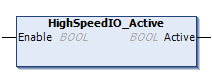 HighSpeedIO_Active
Enable BOOL BOOL Active